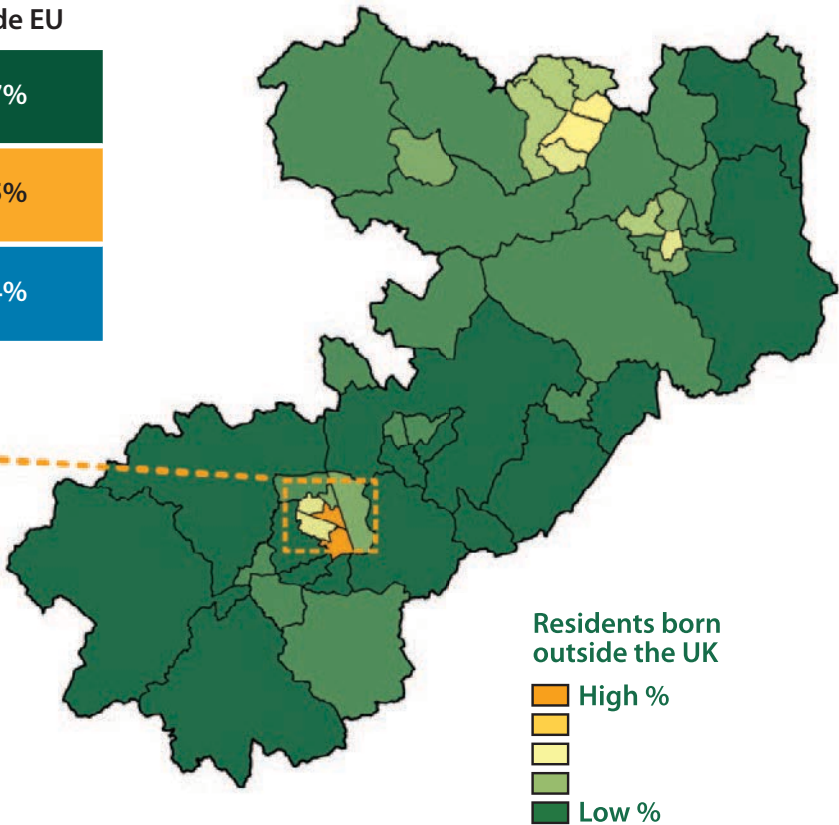 de EU
%
%
%
Residents born
outside the UK
High %
Low %